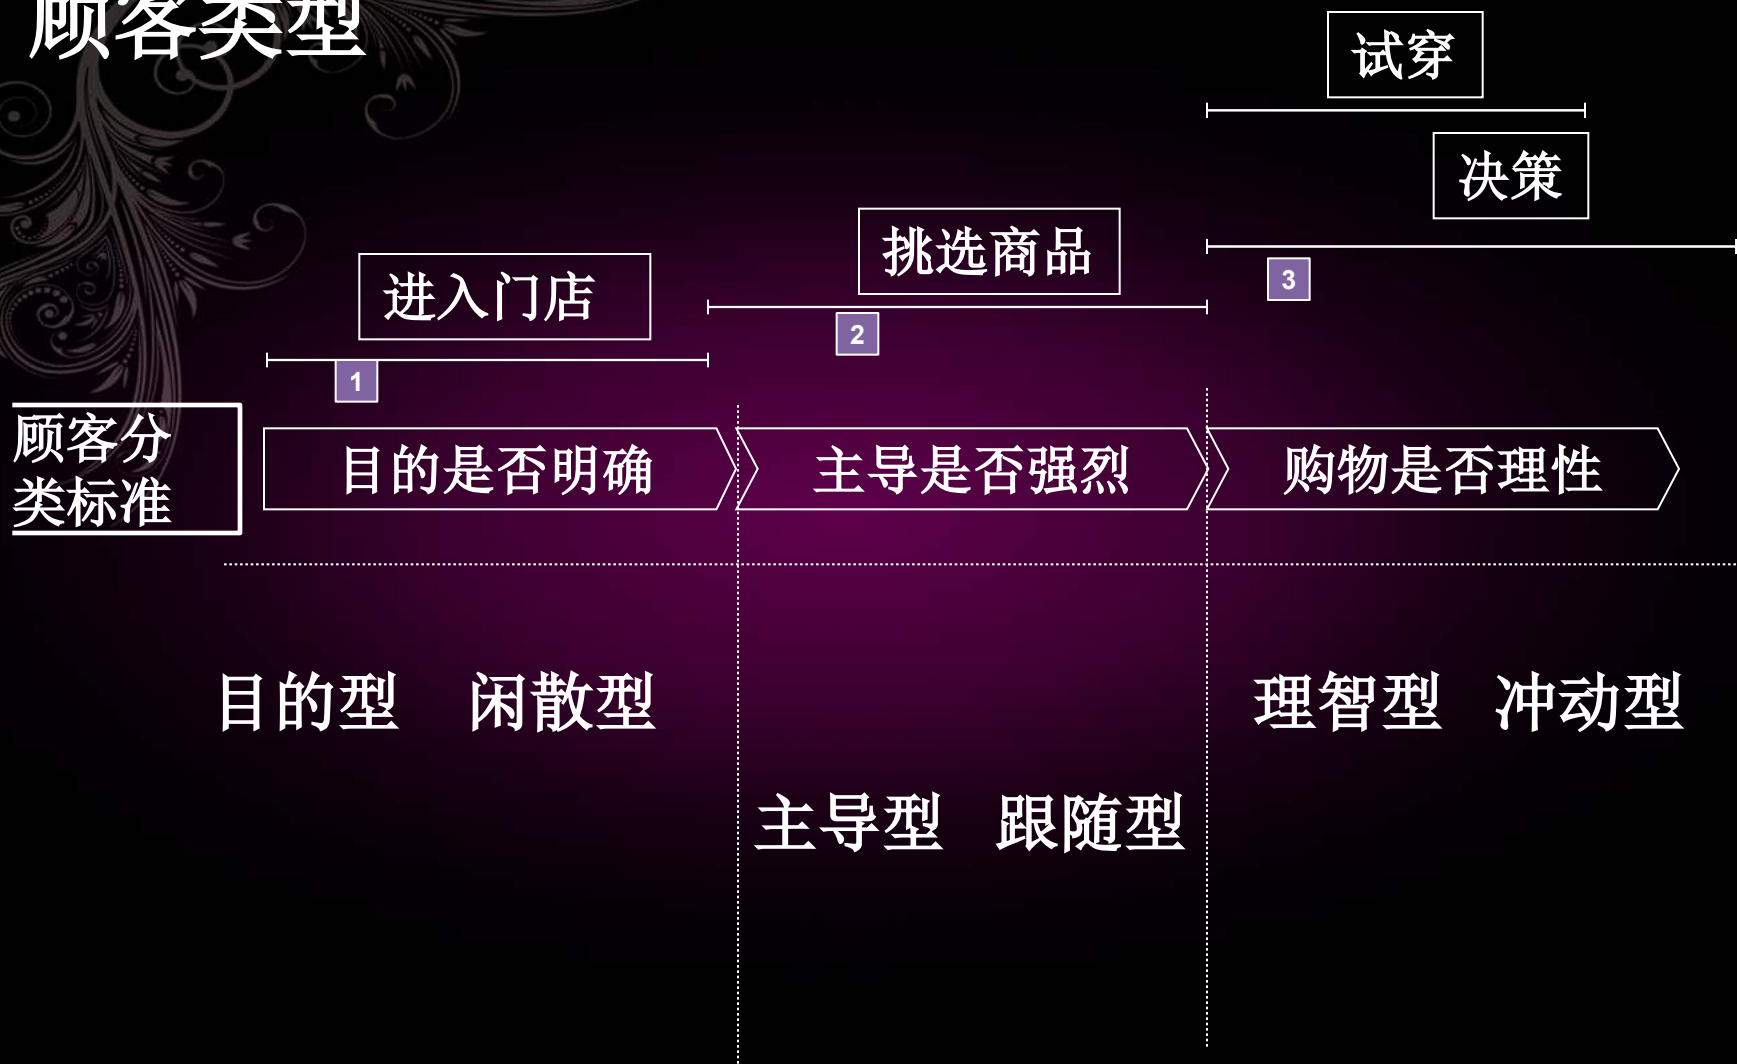 顾客类型
试穿
决策
挑选商品
3
进入门店
2
1
顾客分
类标准
目的是否明确
主导是否强烈
购物是否理性
目的型 闲散型
理智型 冲动型
主导型 跟随型